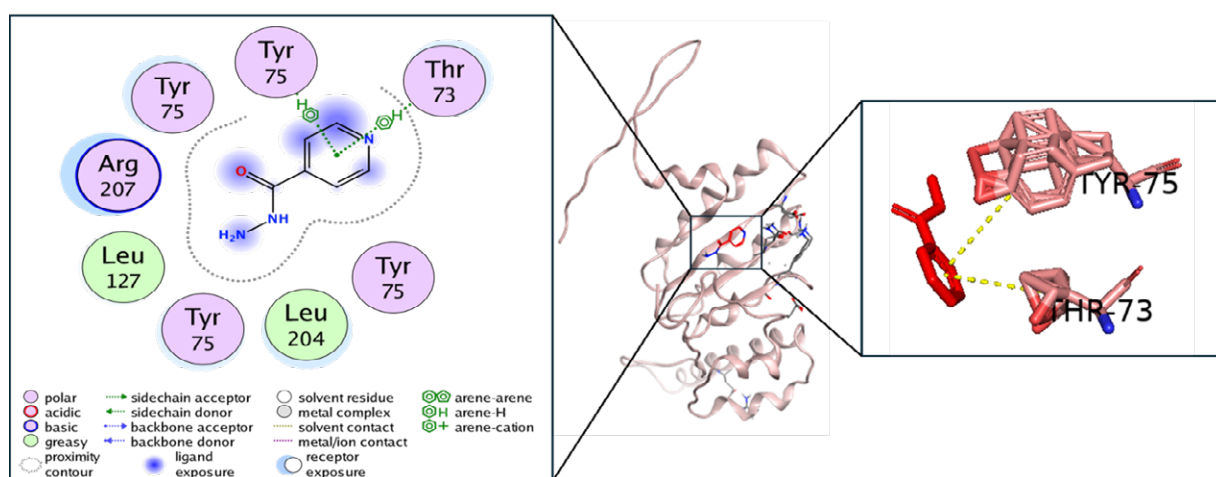 Tyr
75
Thr
73
Tyr
75
H
H
N
Arg
207
O
NH
H₂N
Leu
127
Tyr
75
Tyr
75
Leu
204
polar
acidic
basic
greasy
proximity
contour
sidechain acceptor
sidechain donor
backbone acceptor
backbone donor
ligand
exposure
solvent residue
metal complex
solvent contact
metal/ion contact
receptor
exposure
arene-arene
H arene-H
+ arene-cation
TYR-75
THR-73